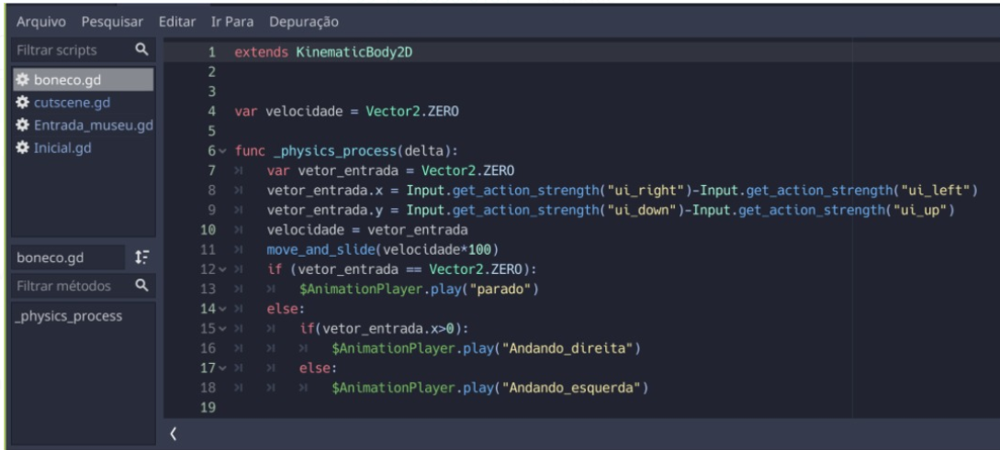 Arquivo Pesquisar Editar Ir Para Depuração
Filtrar scripts
boneco.gd
cutscene.gd
Entrada_museu.gd
Inicial.gd
boneco.gd
Filtrar métodos
_physics_process
1 extends KinematicBody2D
2
3
4 var velocidade = Vector2.ZERO
5
6 func _physics_process(delta):
7 var vetor_entrada = Vector2.ZERO
8 vetor_entrada.x = Input.get_action_strength("ui_right")-Input.get_action_strength("ui_left")
9 vetor_entrada.y = Input.get_action_strength("ui_down")-Input.get_action_strength("ui_up")
10 velocidade = vetor_entrada
11 move_and_slide(velocidade*100)
12 if (vetor_entrada == Vector2.ZERO):
13 $AnimationPlayer.play("parado")
14 else:
15 if(vetor_entrada.x>0):
16 $AnimationPlayer.play("Andando_direita")
17 else:
18 $AnimationPlayer.play("Andando_esquerda")
19